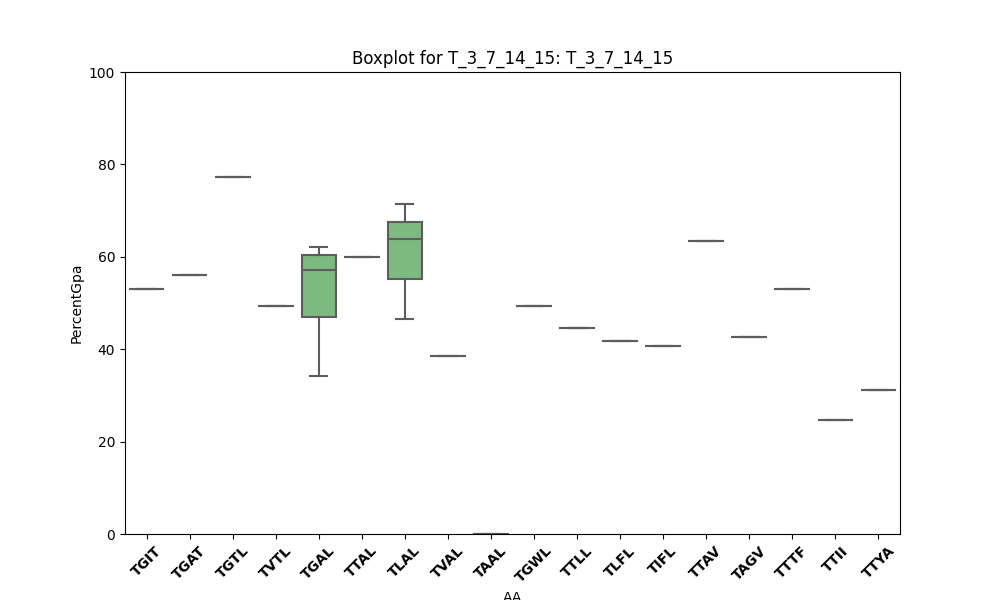 Boxplot for T_3_7_14_15: T_3_7_14_15
PercentGpa
100
80
60
40
20
0
TGIT
TGAT
TGTL
TVTL
TGAL
TTAL
TLAL
TVAL
TAAL
TGWL
TTLL
TLFL
TIFL
TTAV
TAGV
TTTF
TTII
TTYA
AA